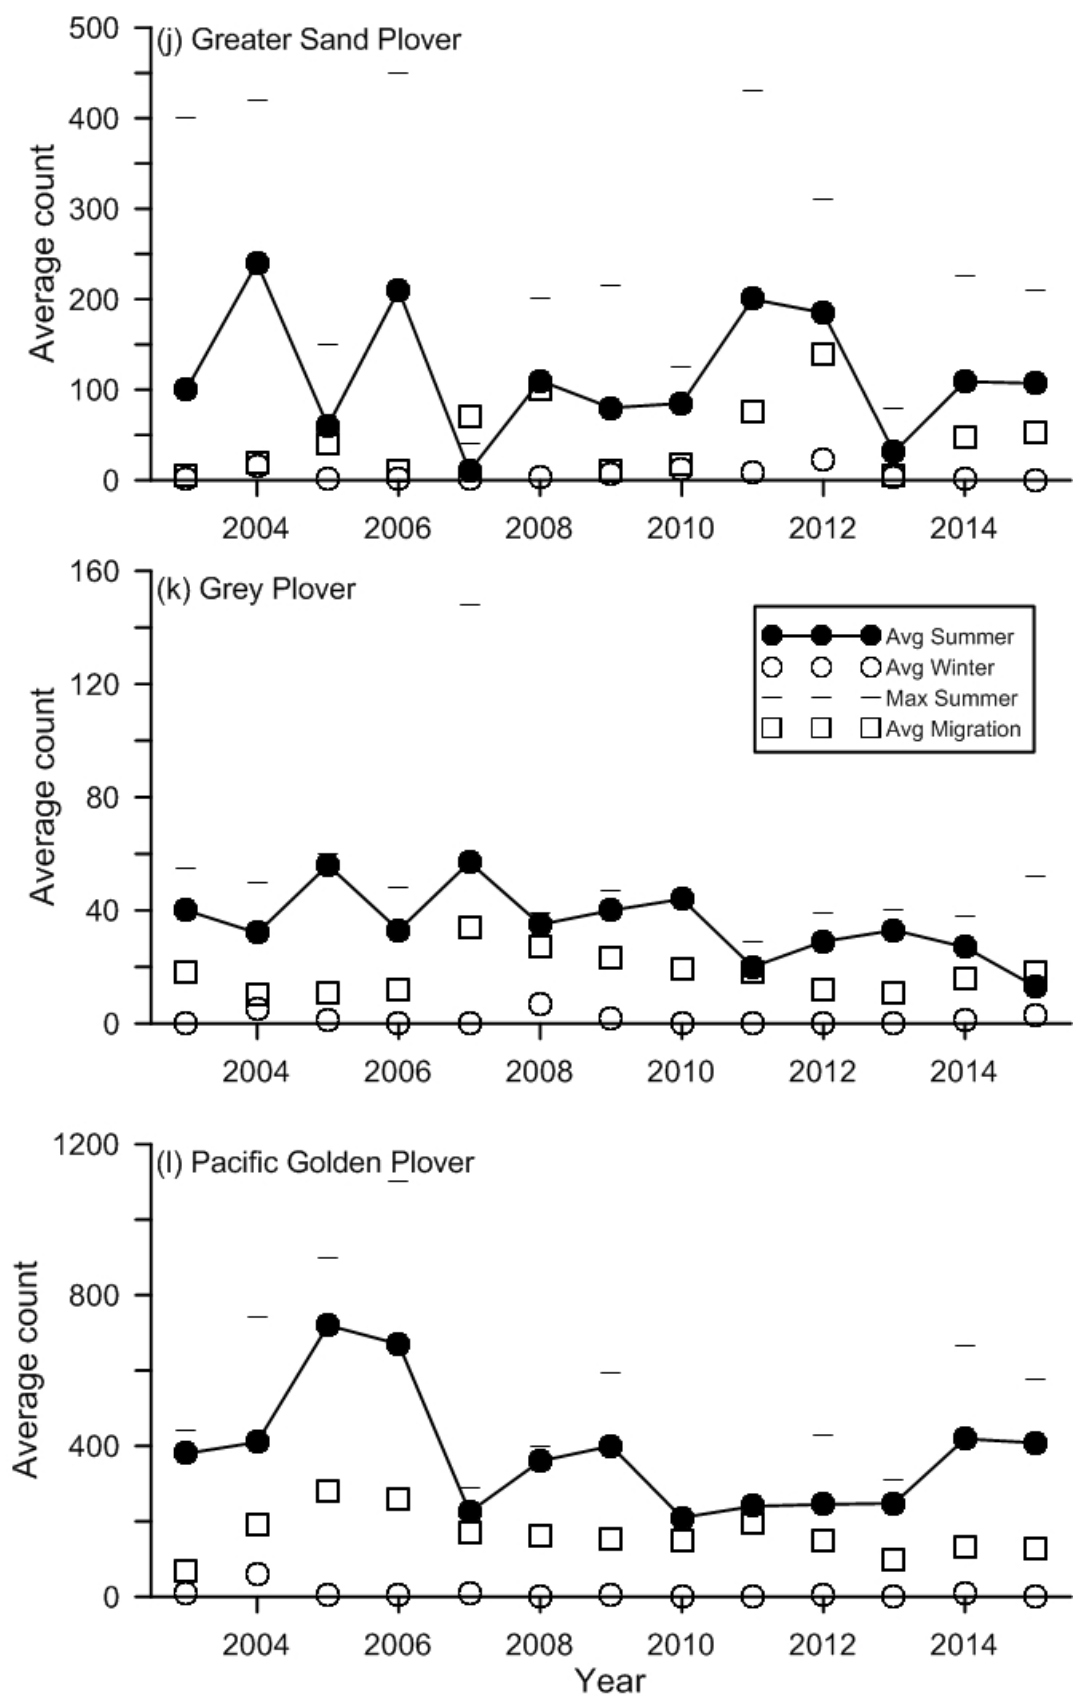 (j) Greater Sand Plover
500
400
300
200
100
0
Average count
2004 2006 2008 2010 2012 2014
(k) Grey Plover
160
120
80
40
0
Average count
Avg Summer
Avg Winter
Max Summer
Avg Migration
2004 2006 2008 2010 2012 2014
(l) Pacific Golden Plover
1200
800
400
0
Average count
2004 2006 2008 2010 2012 2014
Year